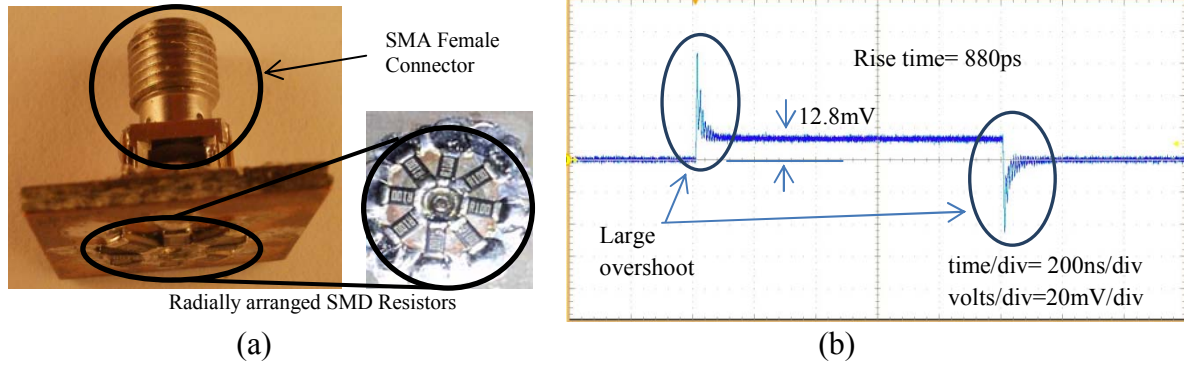 SMA Female
Connector
Radially arranged SMD Resistors
(a)
Rise time= 880ps
12.8mV
Large
overshoot
time/div= 200ns/div
volts/div=20mV/div
(b)